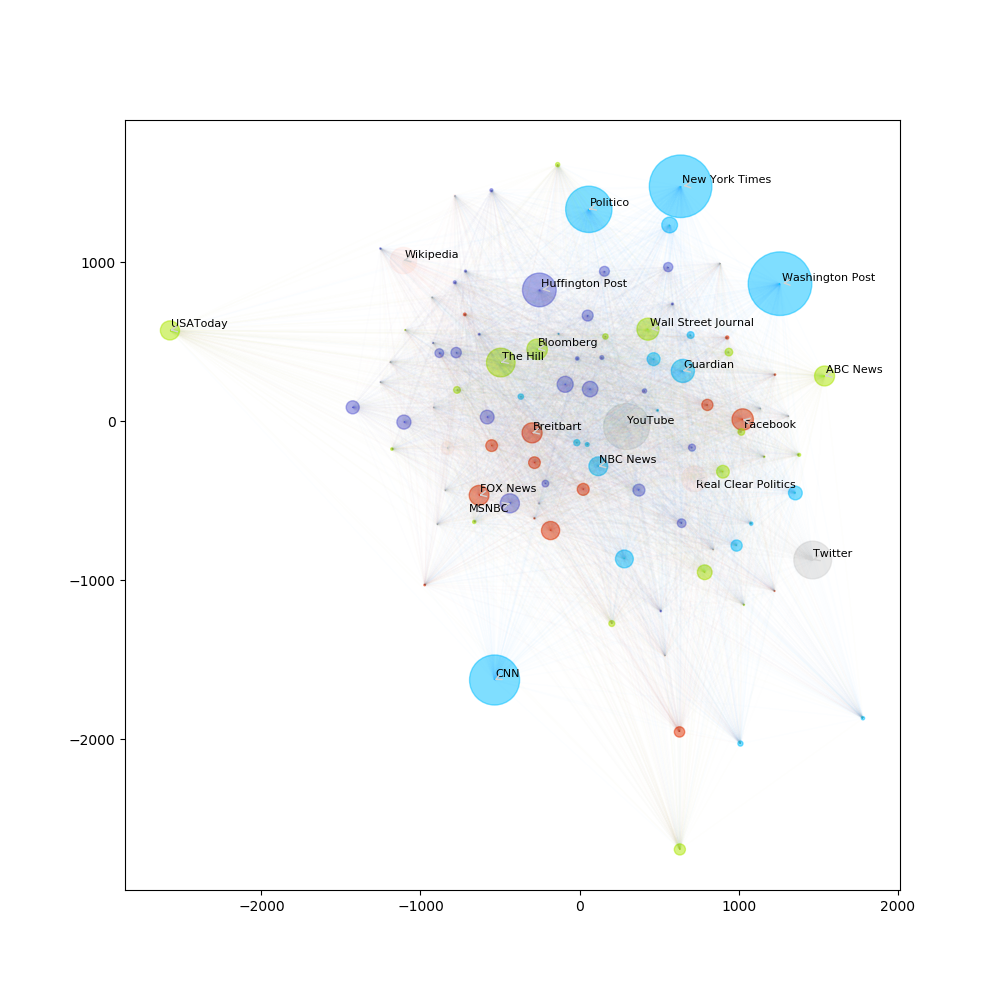 New York Times
Politico
Wikipedia
Washington Post
Huffington Post
USAToday
Wall Street Journal
Bloomberg
The Hill
Guardian
ABC News
YouTube
Breitbart
Facebook
NBC News
Real Clear Politics
FOX News
MSNBC
Twitter
CNN
1000
0
−1000
−2000
−2000
−1000
0
1000
2000